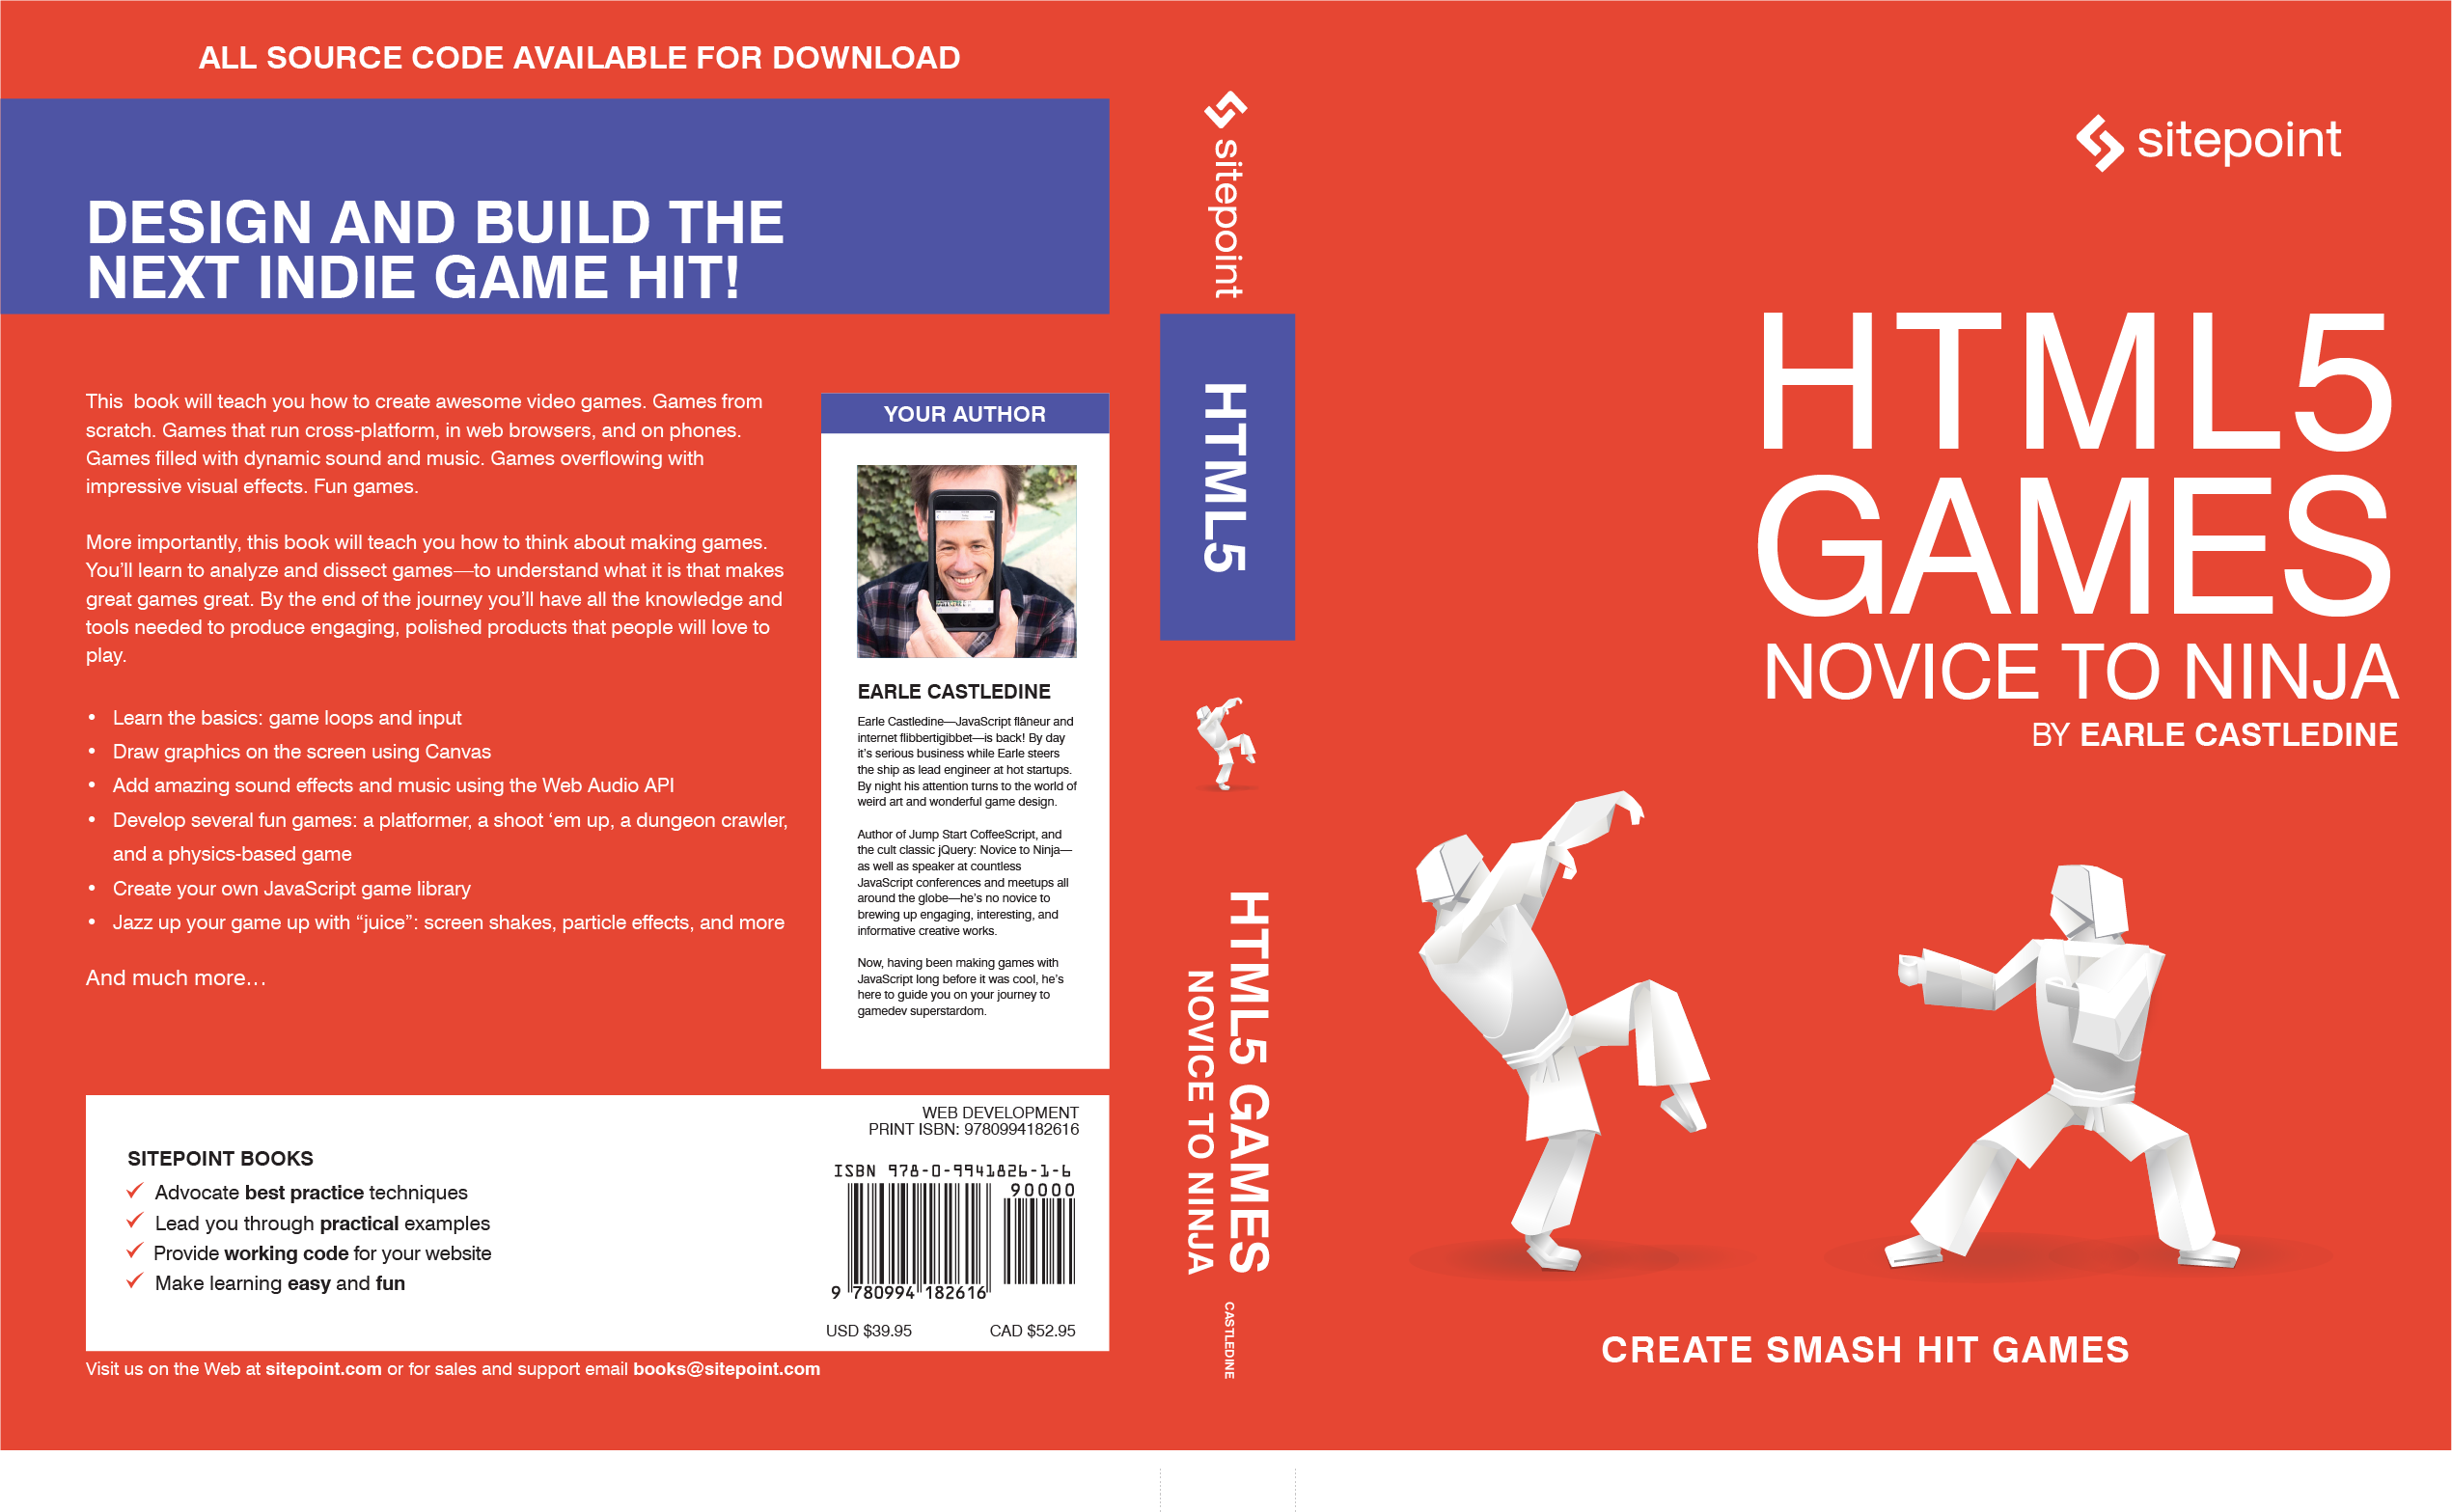 ALL SOURCE CODE AVAILABLE FOR DOWNLOAD
DESIGN AND BUILD THE
NEXT INDIE GAME HIT!
This  book will teach you how to create awesome video games. Games from
scratch. Games that run cross-platform, in web browsers, and on phones.
Games filled with dynamic sound and music. Games overflowing with
impressive visual effects. Fun games.
More importantly, this book will teach you how to think about making games.
You’ll learn to analyze and dissect games—to understand what it is that makes
great games great. By the end of the journey you’ll have all the knowledge and
tools needed to produce engaging, polished products that people will love to
play.
• Learn the basics: game loops and input
• Draw graphics on the screen using Canvas
• Add amazing sound effects and music using the Web Audio API
• Develop several fun games: a platformer, a shoot ‘em up, a dungeon crawler,
and a physics-based game
• Create your own JavaScript game library
• Jazz up your game up with “juice”: screen shakes, particle effects, and more
And much more…
YOUR AUTHOR
EARLE CASTLEDINE
Earle Castledine—JavaScript flâneur and
internet flibbertigibbet—is back! By day
it’s serious business while Earle steers
the ship as lead engineer at hot startups.
By night his attention turns to the world of
weird art and wonderful game design.
Author of Jump Start CoffeeScript, and
the cult classic jQuery: Novice to Ninja—
as well as speaker at countless
JavaScript conferences and meetups all
around the globe—he’s no novice to
brewing up engaging, interesting, and
informative creative works.
Now, having been making games with
JavaScript long before it was cool, he’s
here to guide you on your journey to
gamedev superstardom.
SITEPOINT BOOKS
Advocate best practice techniques
Lead you through practical examples
Provide working code for your website
Make learning easy and fun
WEB DEVELOPMENT
PRINT ISBN: 9780994182616
ISBN 978-0-9941826-1-6
90000
9 780994 182616
USD $39.95 CAD $52.95
Visit us on the Web at sitepoint.com or for sales and support email books@sitepoint.com
sitepoint
HTML5
HTML5 GAMES
NOVICE TO NINJA
CASTLEDINE
sitepoint
HTML5
GAMES
NOVICE TO NINJA
BY EARLE CASTLEDINE
CREATE SMASH HIT GAMES